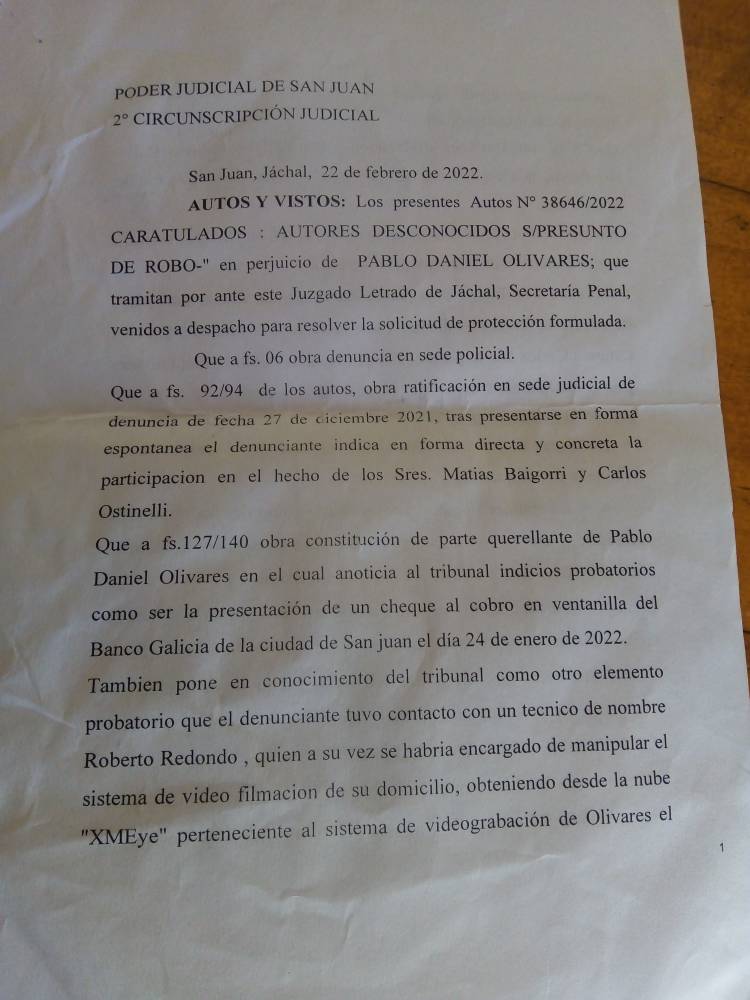 PODER JUDICIAL DE SAN JUAN
2° CIRCUNSCRIPCIÓN JUDICIAL
San Juan, Jáchal, 22 de febrero de 2022.
AUTOS Y VISTOS: Los presentes Autos N° 38646/2022
CARATULADOS : AUTORES DESCONOCIDOS S/PRESUNTO
DE ROBO-" en perjuicio de PABLO DANIEL OLIVARES; que
tramitan por ante este Juzgado Letrado de Jáchal, Secretaría Penal,
venidos a despacho para resolver la solicitud de protección formulada.
Que a fs. 06 obra denuncia en sede policial.
Que a fs. 92/94 de los autos, obra ratificación en sede judicial de
denuncia de fecha 27 de diciembre 2021, tras presentarse en forma
espontanea el denunciante indica en forma directa y concreta la
participacion en el hecho de los Sres. Matias Baigorri y Carlos
Ostinelli.
Que a fs.127/140 obra constitución de parte querellante de Pablo
Daniel Olivares en el cual anoticia al tribunal indicios probatorios
como ser la presentación de un cheque al cobro en ventanilla del
Banco Galicia de la ciudad de San juan el día 24 de enero de 2022.
Tambien pone en conocimiento del tribunal como otro elemento
probatorio que el denunciante tuvo contacto con un tecnico de nombre
Roberto Redondo , quien a su vez se habria encargado de manipular el
sistema de video filmacion de su domicilio, obteniendo desde la nube
"XMEye" perteneciente al sistema de videograbación de Olivares el
1